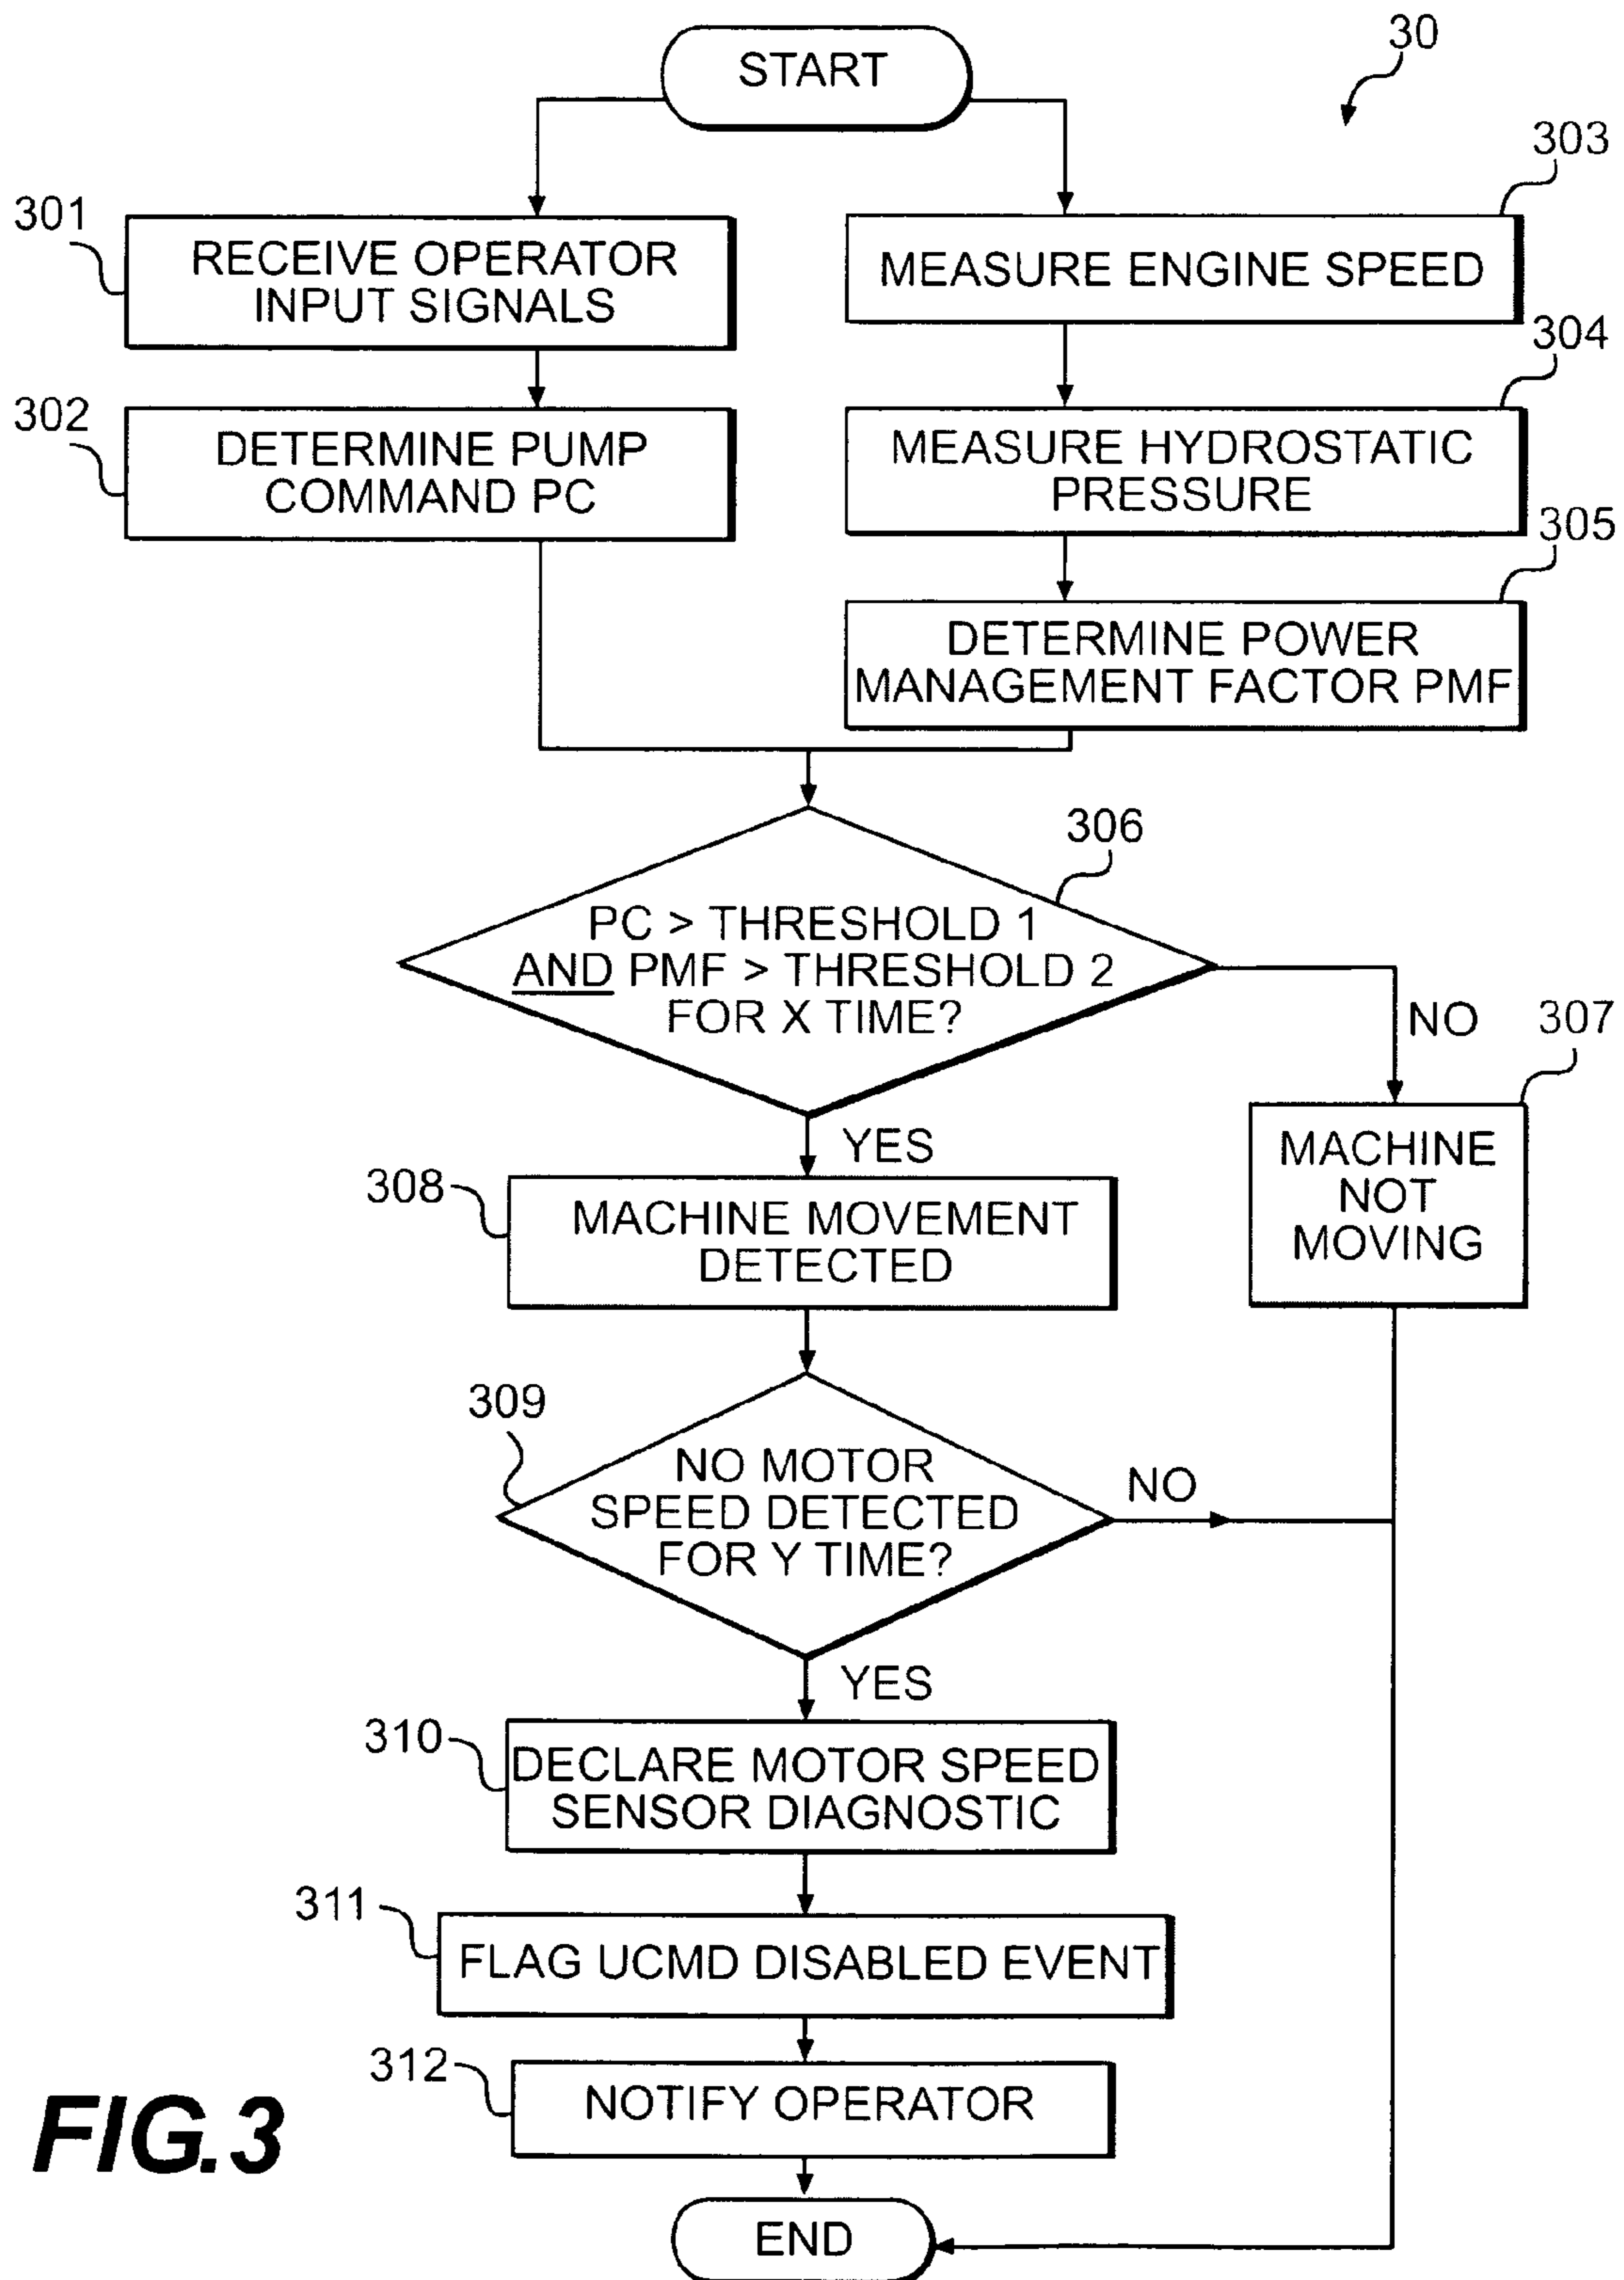 START
30
301
RECEIVE OPERATOR
INPUT SIGNALS
303
MEASURE ENGINE SPEED
302
DETERMINE PUMP
COMMAND PC
304
MEASURE HYDROSTATIC
PRESSURE
305
DETERMINE POWER
MANAGEMENT FACTOR PMF
306
PC > THRESHOLD 1
AND PMF > THRESHOLD 2
FOR X TIME?
NO
307
MACHINE
NOT
MOVING
YES
308
MACHINE MOVEMENT
DETECTED
309
NO MOTOR
SPEED DETECTED
FOR Y TIME?
NO
YES
310
DECLARE MOTOR SPEED
SENSOR DIAGNOSTIC
311
FLAG UCMD DISABLED EVENT
312
NOTIFY OPERATOR
END
FIG.3